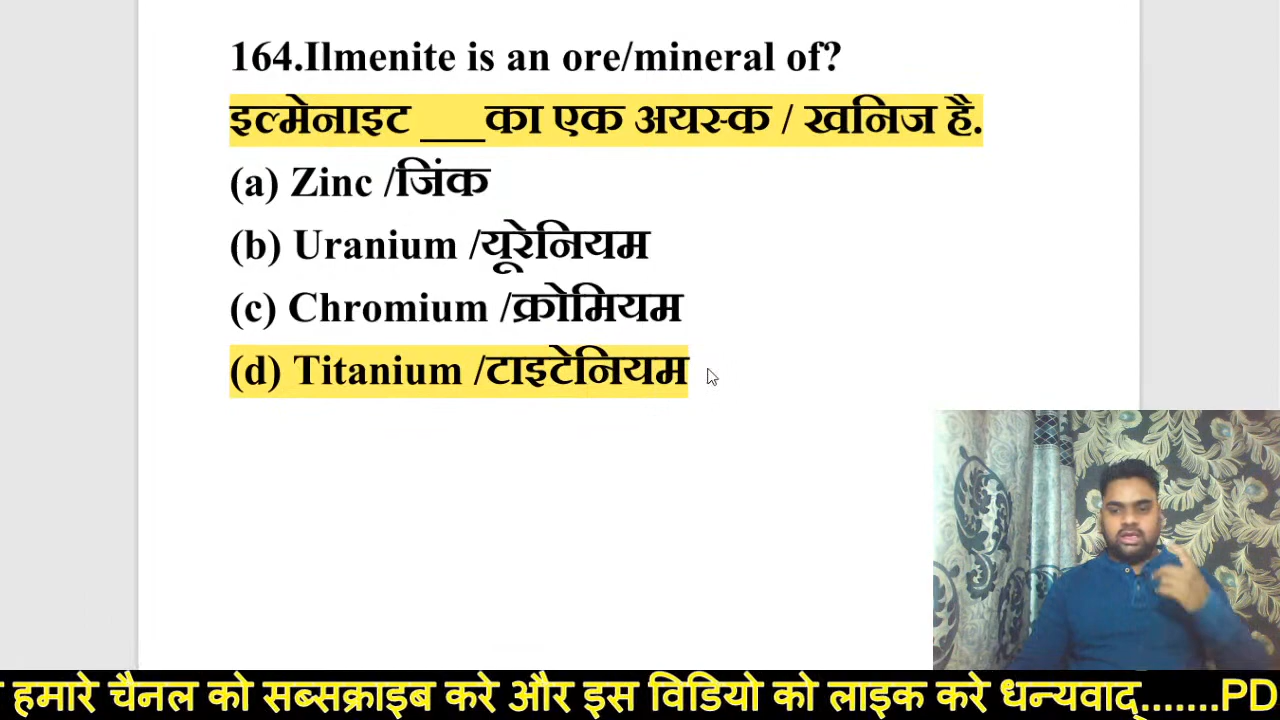 164.Ilmenite is an ore/mineral of?
इल्मेनाइट ___का एक अयस्क / खनिज है.
(a) Zinc /जिंक
(b) Uranium /यूरेनियम
(c) Chromium /क्रोमियम
(d) Titanium /टाइटेनियम
हमारे चैनल को सब्सक्राइब करे और इस विडियो को लाइक करे धन्यवाद्.......PD